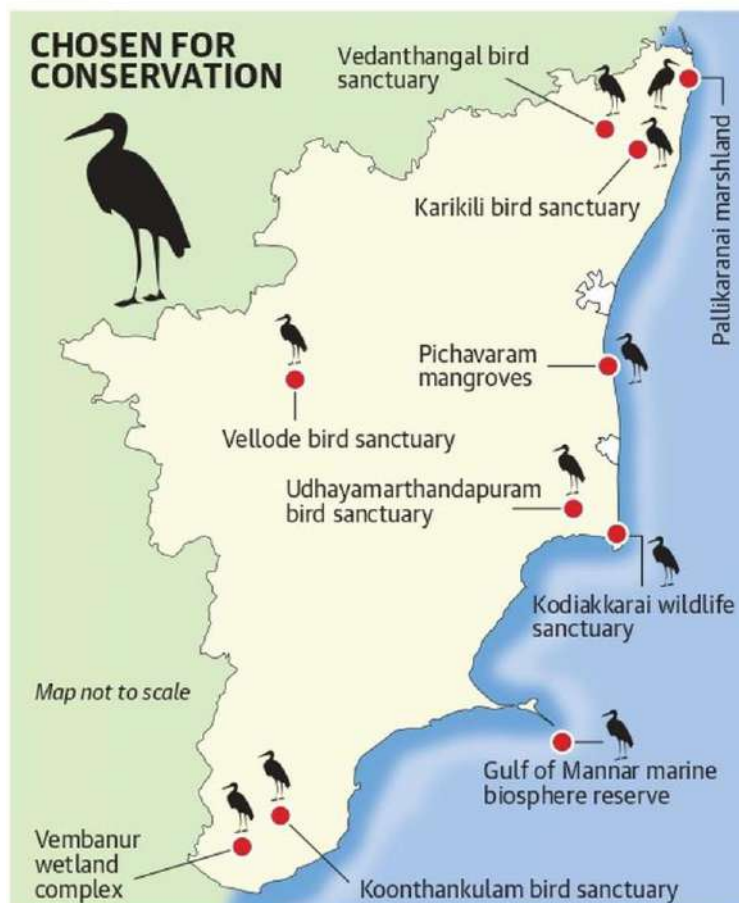 CHOSEN FOR
CONSERVATION
Vedanthangal bird
sanctuary
Pallikaranai marshland
Karikili bird sanctuary
Pichavaram
mangroves
Vellode bird sanctuary
Udhayamarthandapuram
bird sanctuary
Kodiakkarai wildlife
sanctuary
Map not to scale
Gulf of Mannar marine
biosphere reserve
Vembanur
wetland
complex
Koonthankulam bird sanctuary